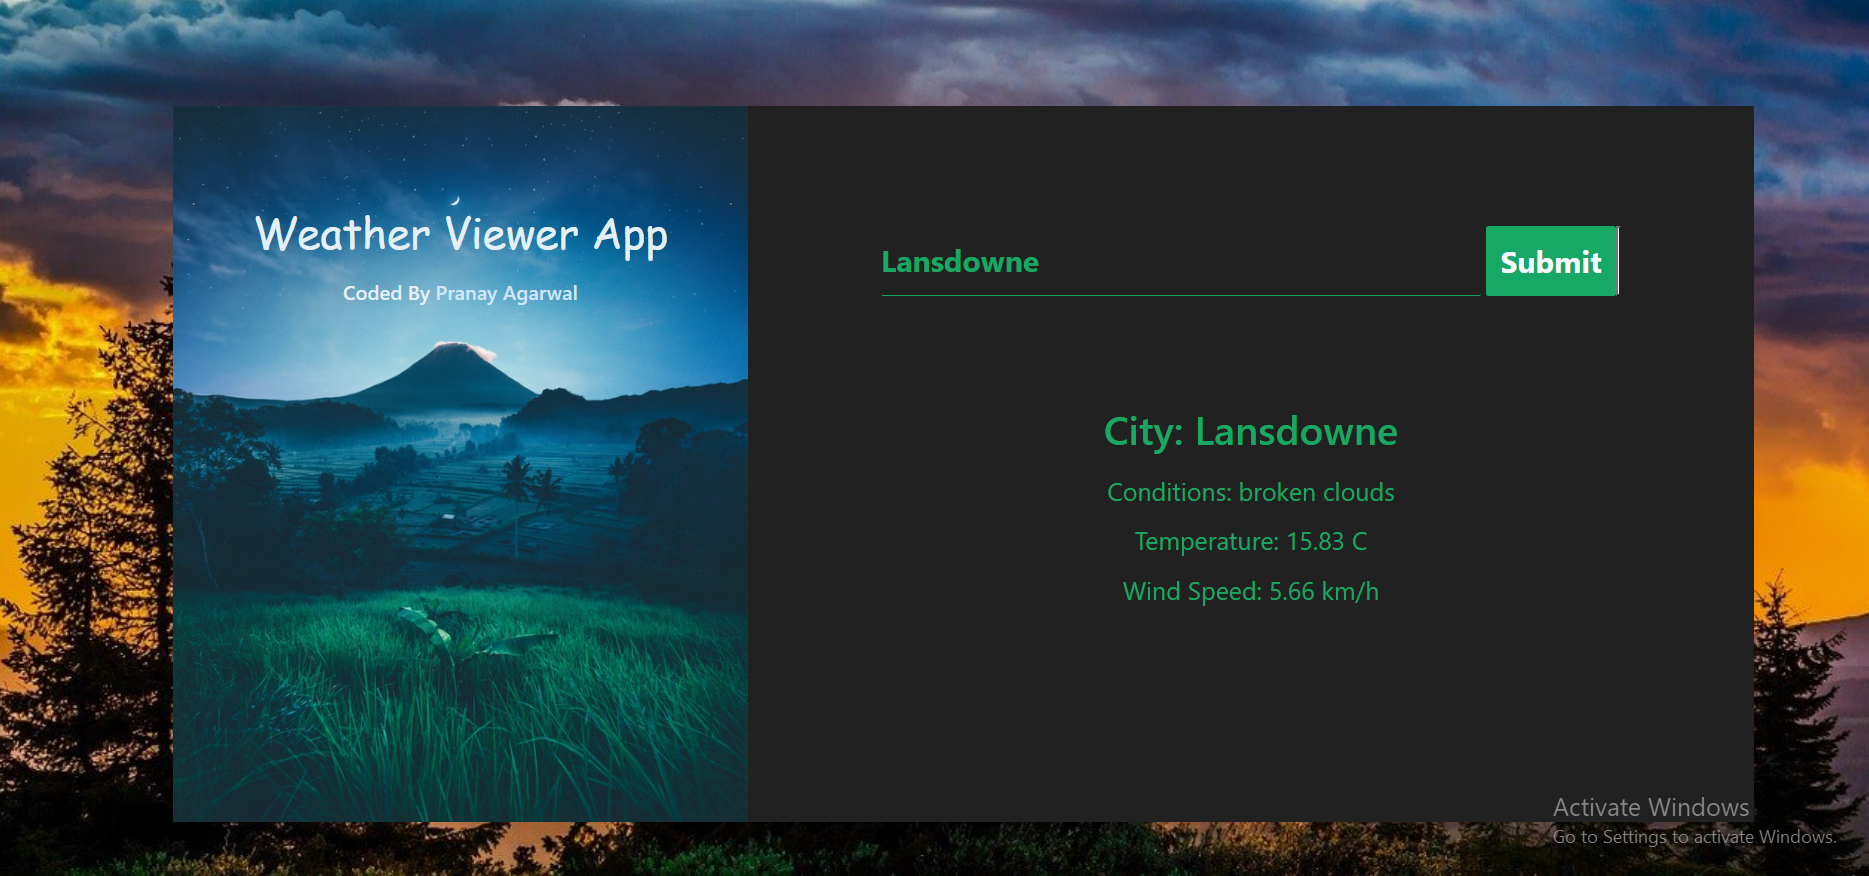 Weather Viewer App
Coded By Pranay Agarwal
Lansdowne
Submit
City: Lansdowne
Conditions: broken clouds
Temperature: 15.83 C
Wind Speed: 5.66 km/h
Activate Windows
Go to Settings to activate Windows.